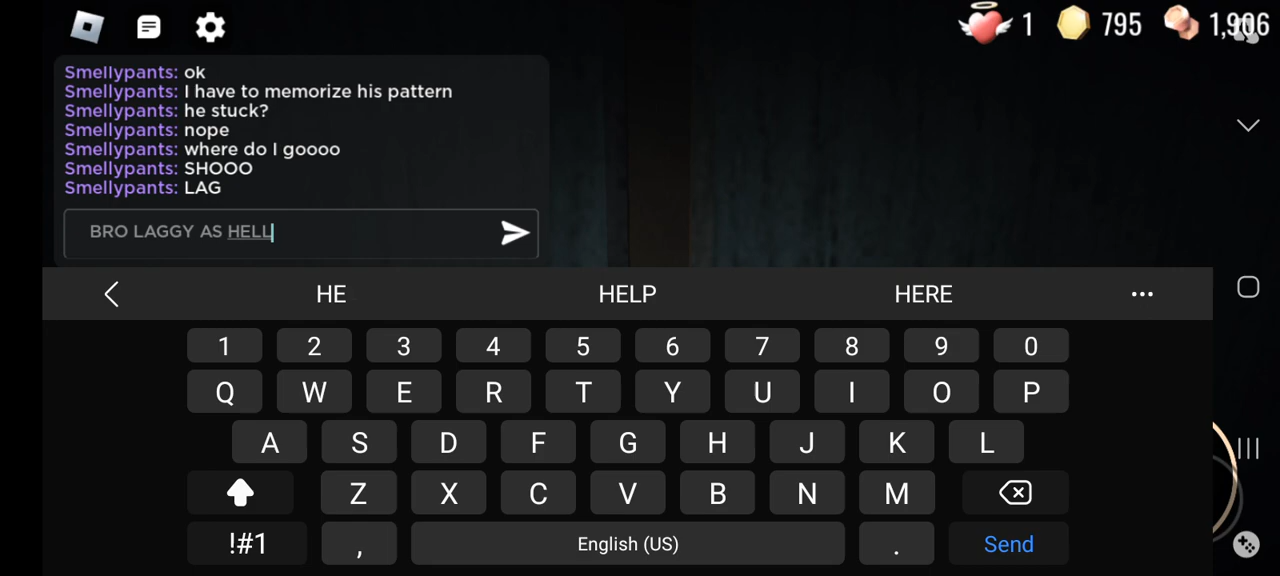 1 795 1,906
Smellypants: ok
Smellypants: I have to memorize his pattern
Smellypants: he stuck?
Smellypants: nope
Smellypants: where do I goooo
Smellypants: SHOOO
Smellypants: LAG
BRO LAGGY AS HELL
HE HELP HERE ...
1 2 3 4 5 6 7 8 9 0
Q W E R T Y U I O P
A S D F G H J K L
Z X C V B N M
!#1 , English (US) . Send